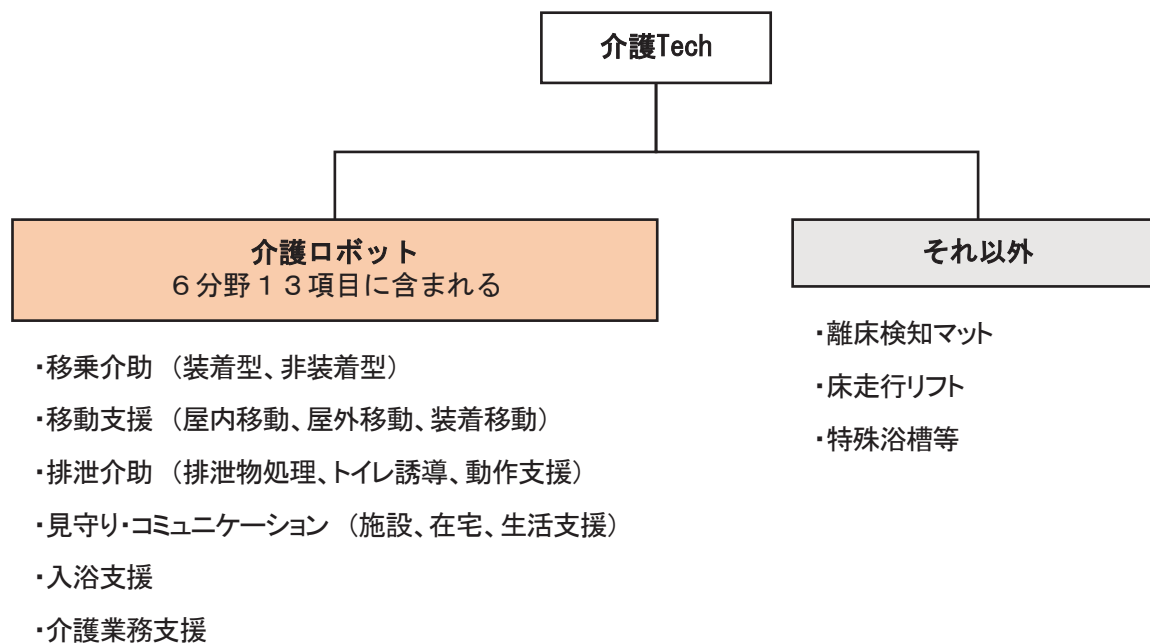 介護Tech
介護ロボット
６分野１３項目に含まれる
・移乗介助 （装着型、非装着型）
・移動支援 （屋内移動、屋外移動、装着移動）
・排泄介助 （排泄物処理、トイレ誘導、動作支援）
・見守り・コミュニケーション （施設、在宅、生活支援）
・入浴支援
・介護業務支援
それ以外
・離床検知マット
・床走行リフト
・特殊浴槽等